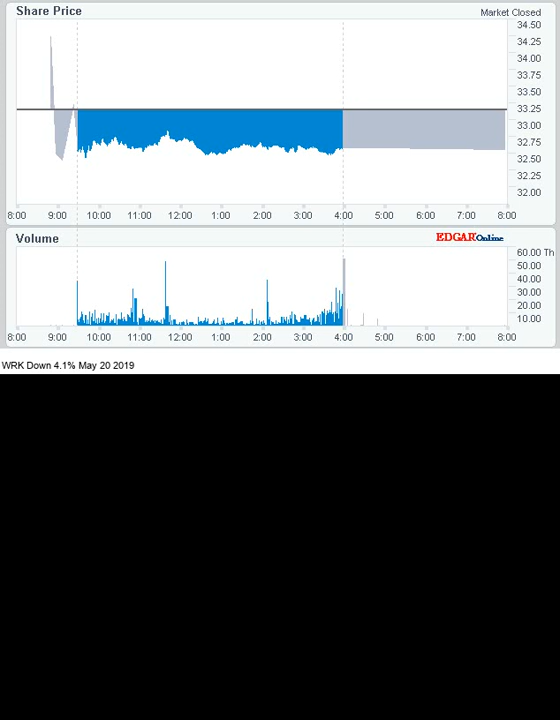 Share Price
Market Closed
34.50
34.25
34.00
33.75
33.50
33.25
33.00
32.75
32.50
32.25
32.00
8:00 9:00 10:00 11:00 12:00 1:00 2:00 3:00 4:00 5:00 6:00 7:00 8:00
Volume
EDGAR Online
60.00 Th
50.00
40.00
30.00
20.00
10.00
8:00 9:00 10:00 11:00 12:00 1:00 2:00 3:00 4:00 5:00 6:00 7:00 8:00
WRK Down 4.1% May 20 2019